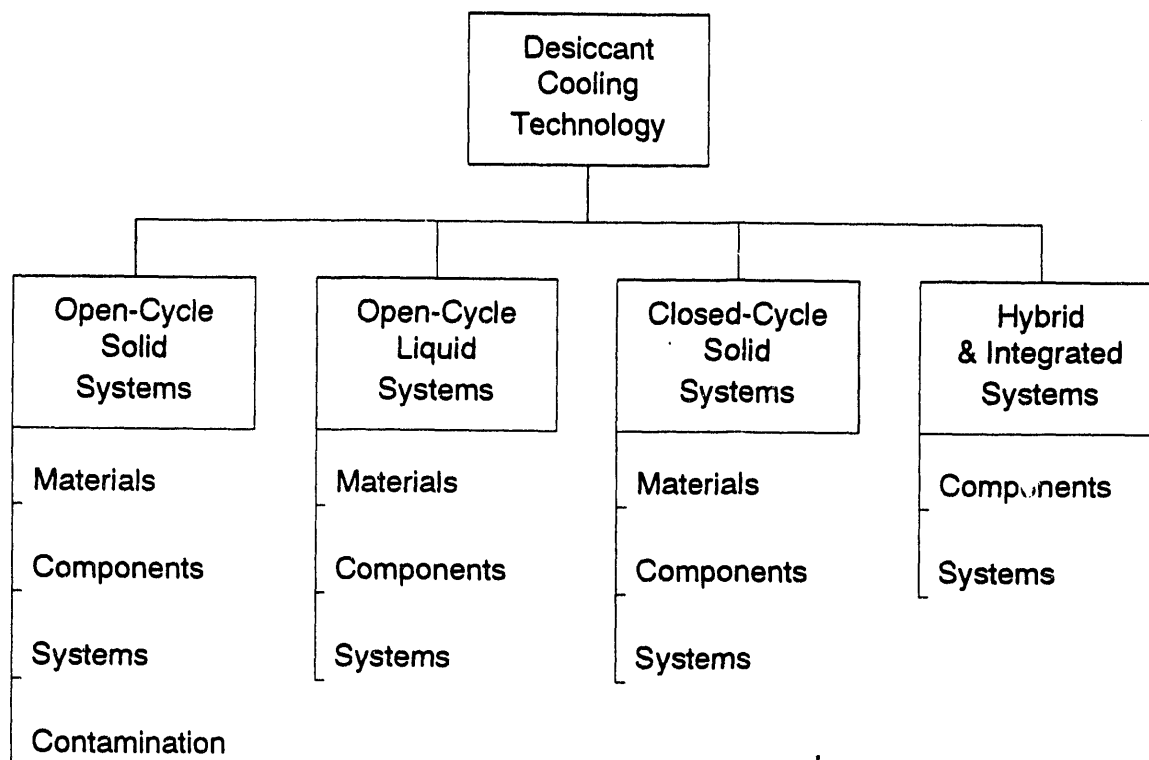 Desiccant
Cooling
Technology
Open-Cycle
Solid
Systems
Materials
Components
Systems
Contamination
Open-Cycle
Liquid
Systems
Materials
Components
Systems
Closed-Cycle
Solid
Systems
Materials
Components
Systems
Hybrid
& Integrated
Systems
Components
Systems